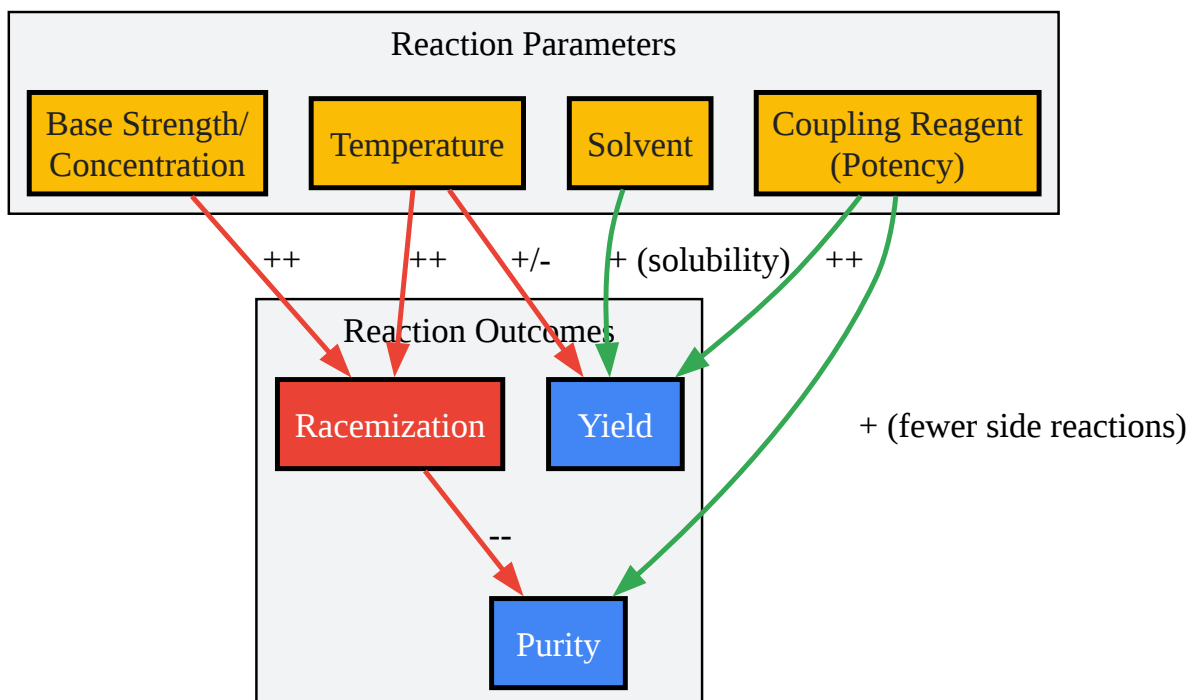 Reaction Parameters
Base Strength/
Concentration
Temperature
Solvent
Coupling Reagent
(Potency)
++
++
+/-
+ (solubility)
++
Reaction Outcomes
Racemization
Yield
+ (fewer side reactions)
--
Purity